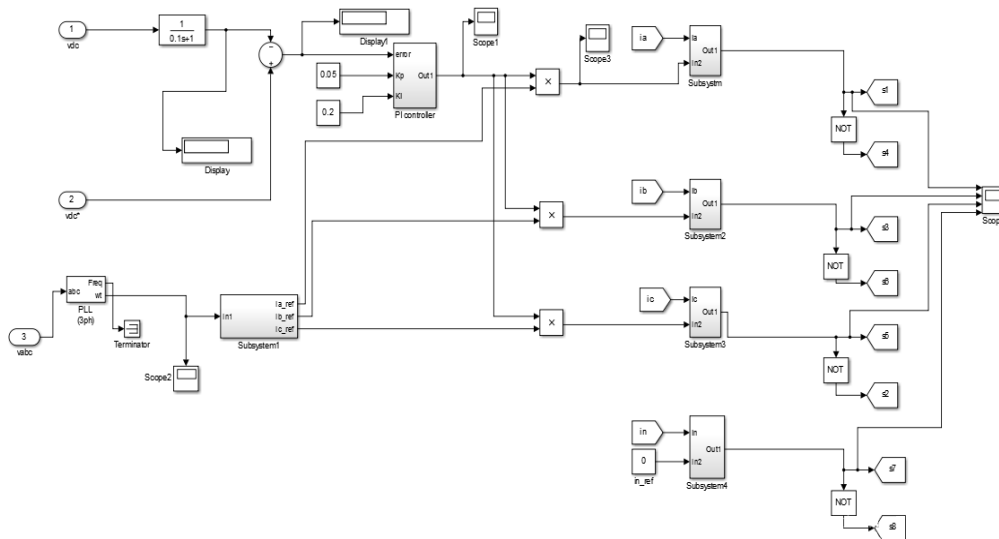 1
vdc
1
0.1s+1
Display1
error
Kp
Ki
Out1
PI controller
0.05
0.2
Scope1
×
Scope3
ia
Ia
In2
Out1
Subsystm
s1
NOT
s4
Display
2
vdc*
×
ib
Ib
In2
Out1
Subsystem2
s3
NOT
s6
Scop
3
vabc
abc
Freq
wt
PLL
(3ph)
Terminator
Scope2
In1
Ia_ref
Ib_ref
Ic_ref
Subsystem1
×
ic
Ic
In2
Out1
Subsystem3
s5
NOT
s2
in
0
in_ref
In
In2
Out1
Subsystem4
s7
NOT
s8